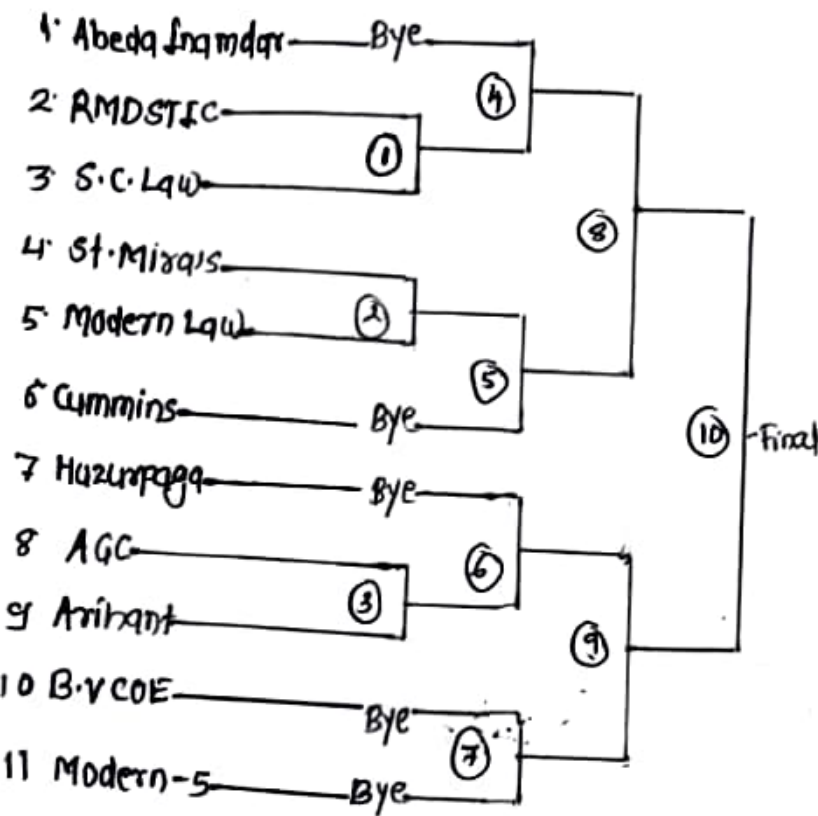 1. Abeda Inamdar Bye
④
2. RMDSTIC
①
3. S.C. Law
⑧
4. St. Mira's
②
5. Modern Law
⑤
6 Cummins Bye
⑩ Final
7 Huzurpaga Bye
8 AGC
⑥
③
9 Arihant
⑨
10 B.V COE Bye
⑦
11 Modern-5 Bye